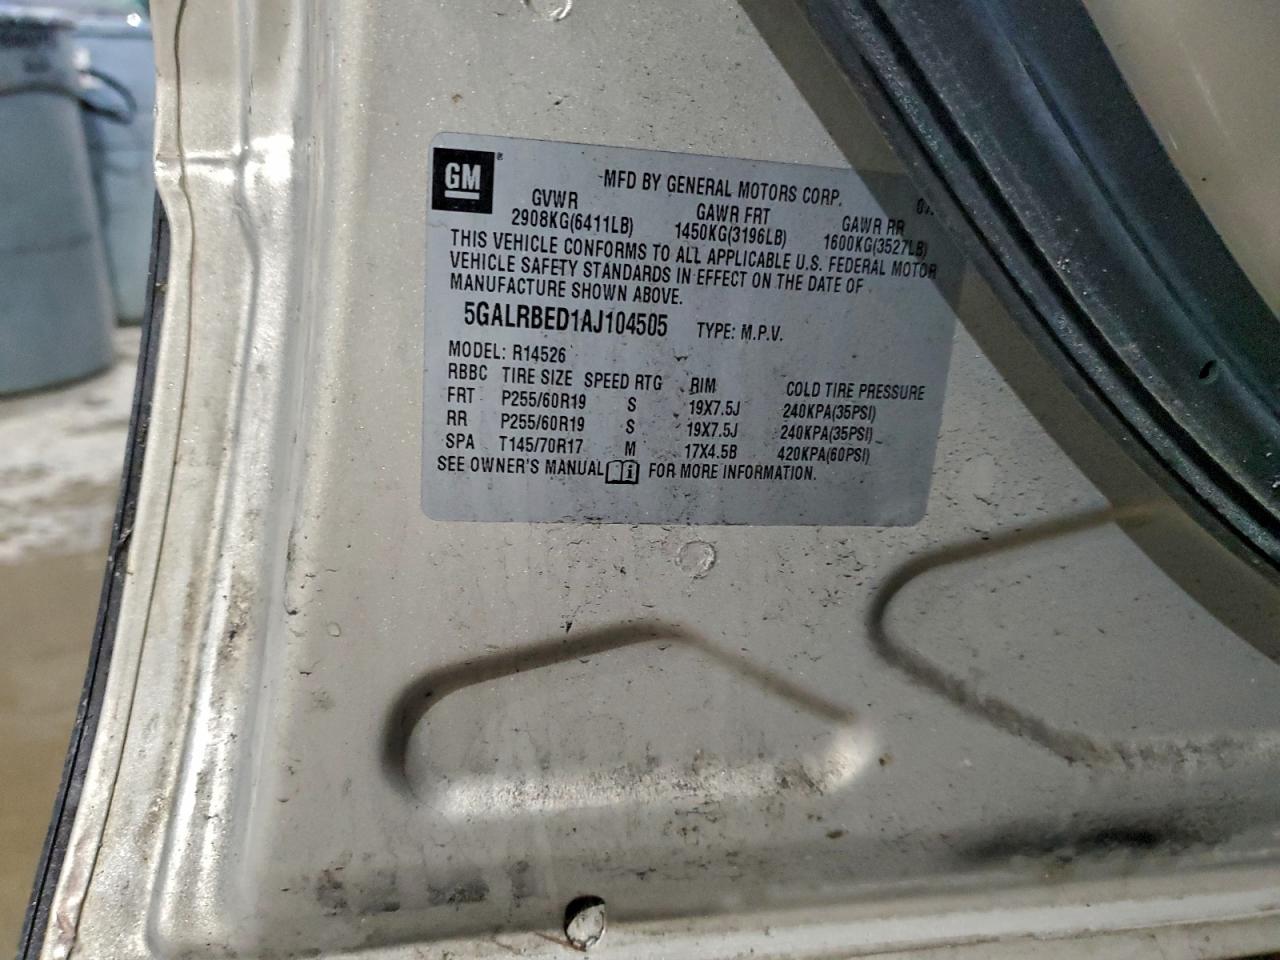 GM
MFD BY GENERAL MOTORS CORP.
GVWR GAWR FRT GAWR RR
2908KG(6411LB) 1450KG(3196LB) 1600KG(3527LB)
THIS VEHICLE CONFORMS TO ALL APPLICABLE U.S. FEDERAL MOTOR
VEHICLE SAFETY STANDARDS IN EFFECT ON THE DATE OF
MANUFACTURE SHOWN ABOVE.
5GALRBED1AJ104505 TYPE: M.P.V.
MODEL: R14526
RBBC TIRE SIZE SPEED RTG RIM COLD TIRE PRESSURE
FRT P255/60R19 S 19X7.5J 240KPA(35PSI)
RR P255/60R19 S 19X7.5J 240KPA(35PSI)
SPA T145/70R17 M 17X4.5B 420KPA(60PSI)
SEE OWNER'S MANUAL FOR MORE INFORMATION.